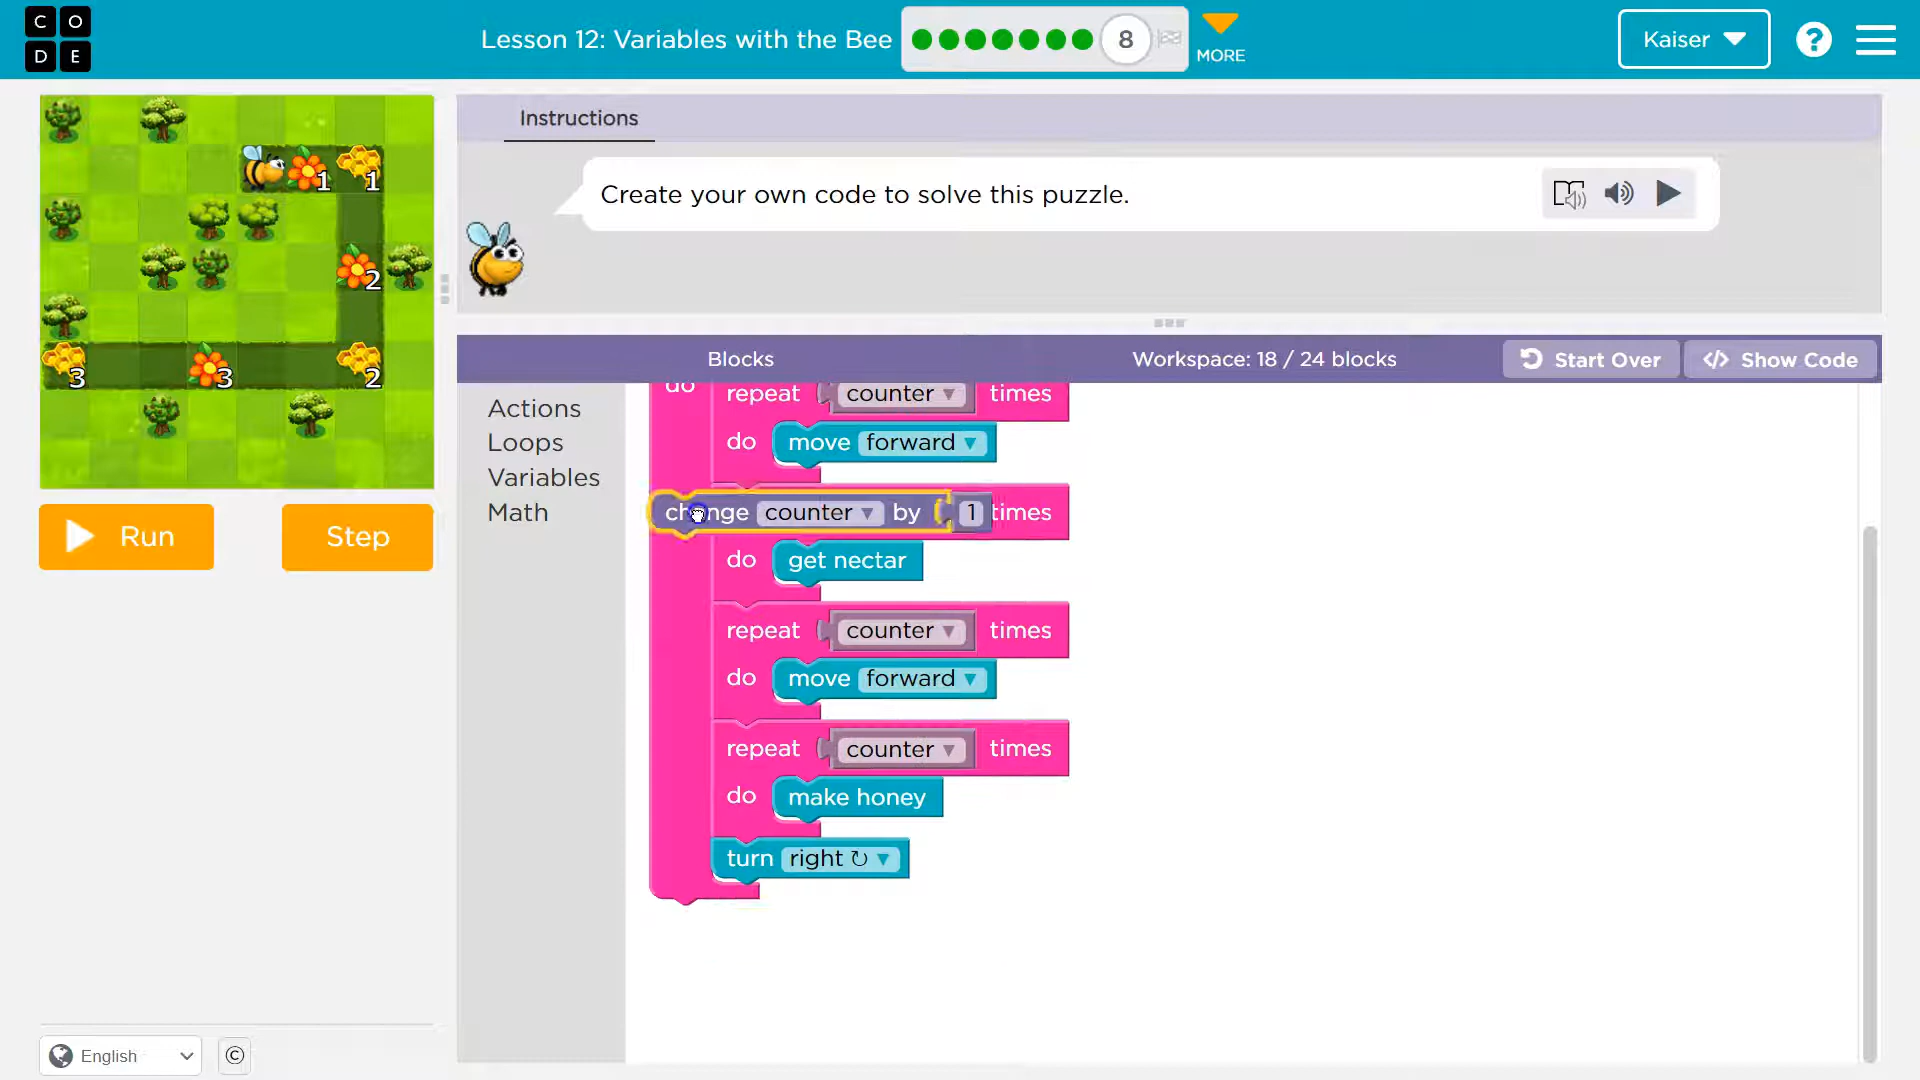 C O
D E
Lesson 12: Variables with the Bee
8
MORE
Kaiser
?
1
1
2
3
3
2
Instructions
Create your own code to solve this puzzle.
Run
Step
Blocks
Workspace: 18 / 24 blocks
Start Over
</> Show Code
Actions
Loops
Variables
Math
do
repeat counter times
do move forward
change counter by 1 times
do get nectar
repeat counter times
do move forward
repeat counter times
do make honey
turn right ↻
English
©